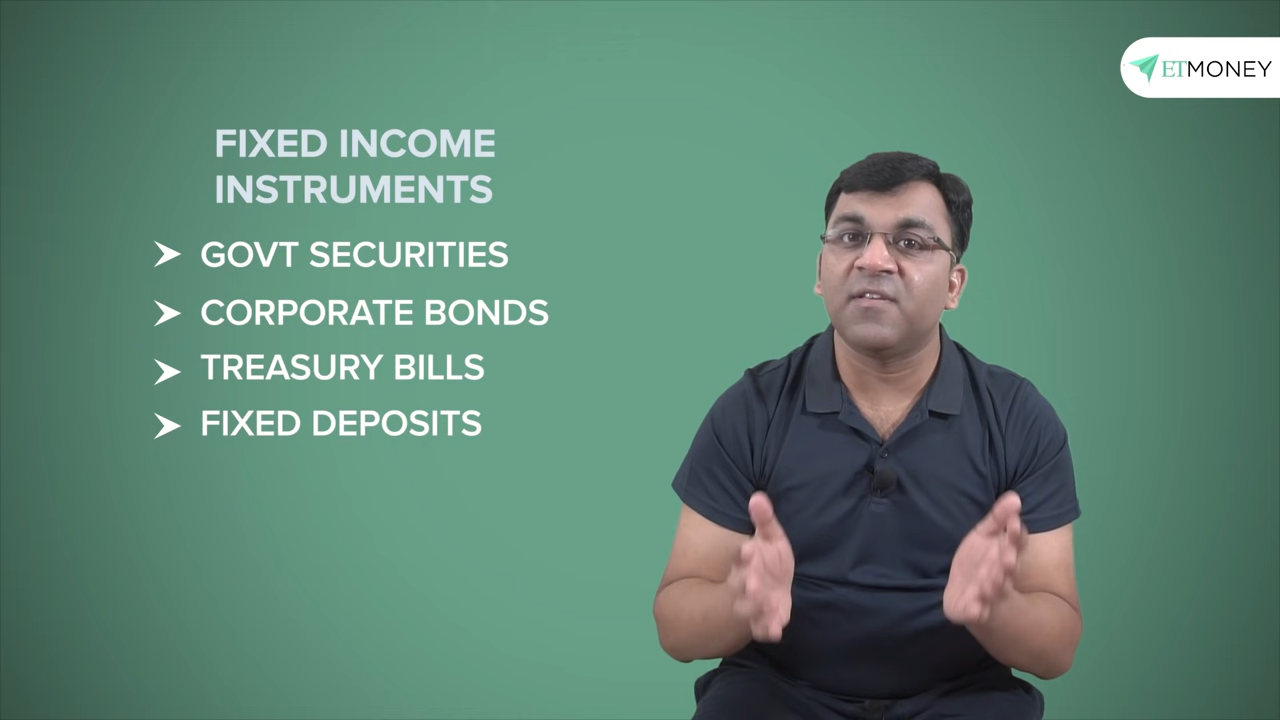 ETMONEY
FIXED INCOME
INSTRUMENTS
GOVT SECURITIES
CORPORATE BONDS
TREASURY BILLS
FIXED DEPOSITS